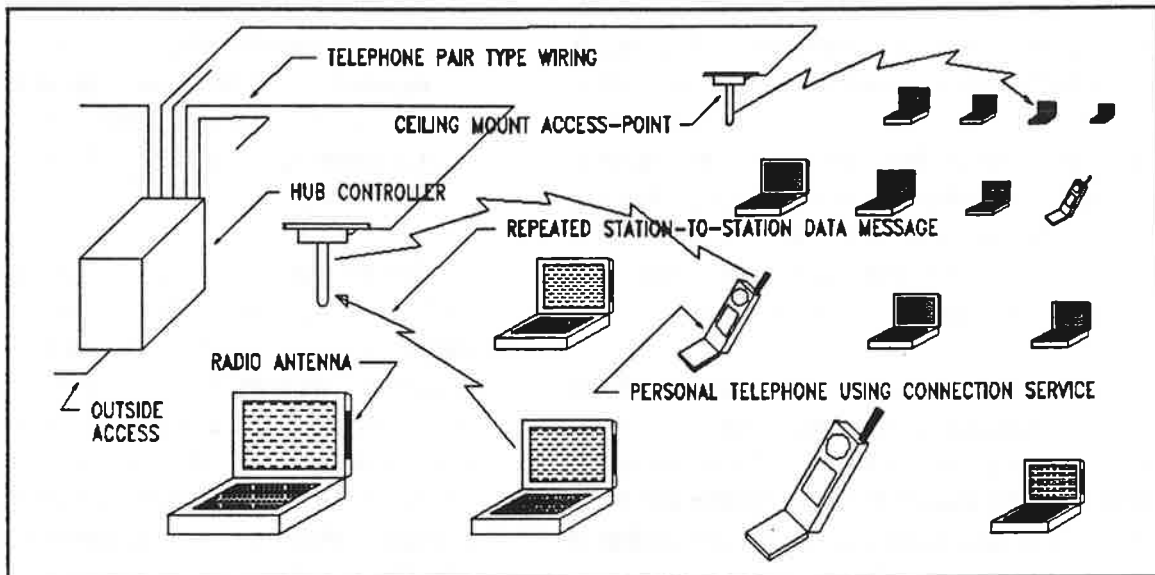 TELEPHONE PAIR TYPE WIRING
CEILING MOUNT ACCESS-POINT
HUB CONTROLLER
REPEATED STATION-TO-STATION DATA MESSAGE
RADIO ANTENNA
PERSONAL TELEPHONE USING CONNECTION SERVICE
OUTSIDE
ACCESS